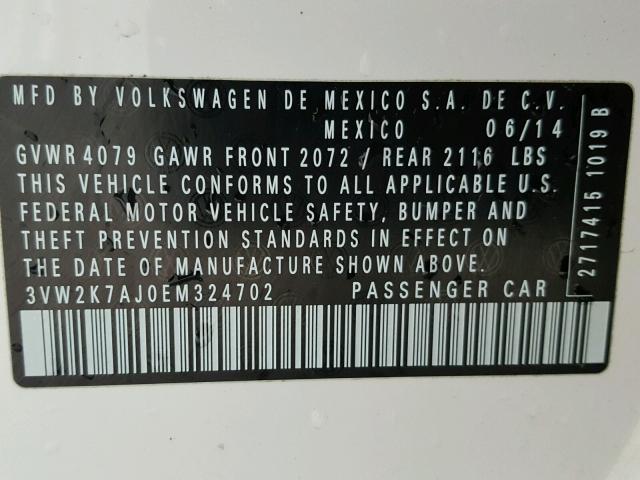 MFD BY VOLKSWAGEN DE MEXICO S.A. DE C.V.
MEXICO 06/14
GVWR 4079 GAWR FRONT 2072 / REAR 2116 LBS
THIS VEHICLE CONFORMS TO ALL APPLICABLE U.S.
FEDERAL MOTOR VEHICLE SAFETY, BUMPER AND
THEFT PREVENTION STANDARDS IN EFFECT ON
THE DATE OF MANUFACTURE SHOWN ABOVE.
3VW2K7AJ0EM324702 PASSENGER CAR
2717415 1019 B